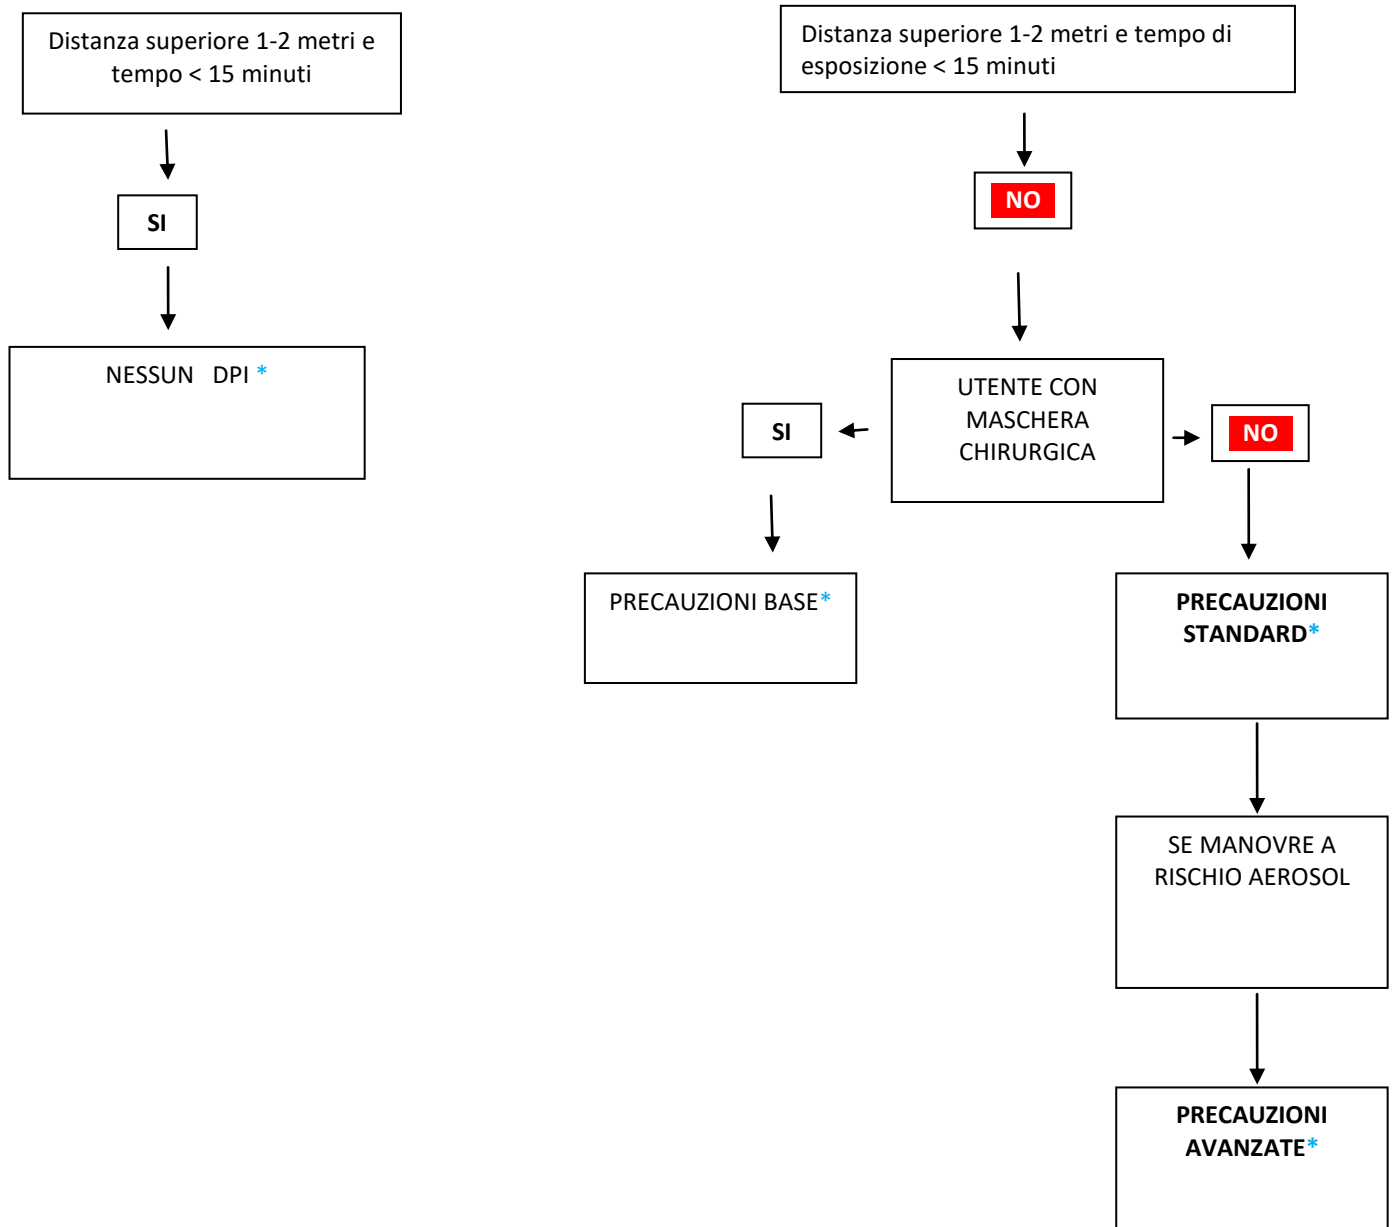 Distanza superiore 1-2 metri e
tempo < 15 minuti
SI
NESSUN DPI *
Distanza superiore 1-2 metri e tempo di
esposizione < 15 minuti
NO
UTENTE CON
MASCHERA
CHIRURGICA
SI
NO
PRECAUZIONI BASE*
PRECAUZIONI
STANDARD*
SE MANOVRE A
RISCHIO AEROSOL
PRECAUZIONI
AVANZATE*